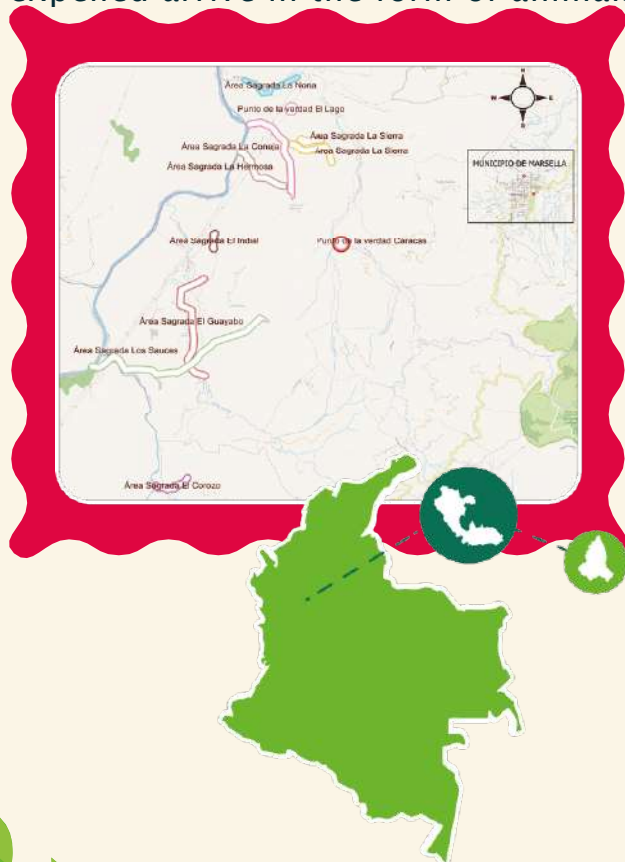 expelled arrive in the form of animal
Área Sagrada La Nona
Punto de la verdad El Lago
Área Sagrada La Sierra
Área Sagrada La Coneja
Área Sagrada La Sierra
Área Sagrada La Hermosa
MUNICIPIO DE MARSELLA
Área Sagrada El Indial
Punto de la verdad Caracas
Área Sagrada El Guayabo
Área Sagrada Los Sauces
Área Sagrada El Corozo